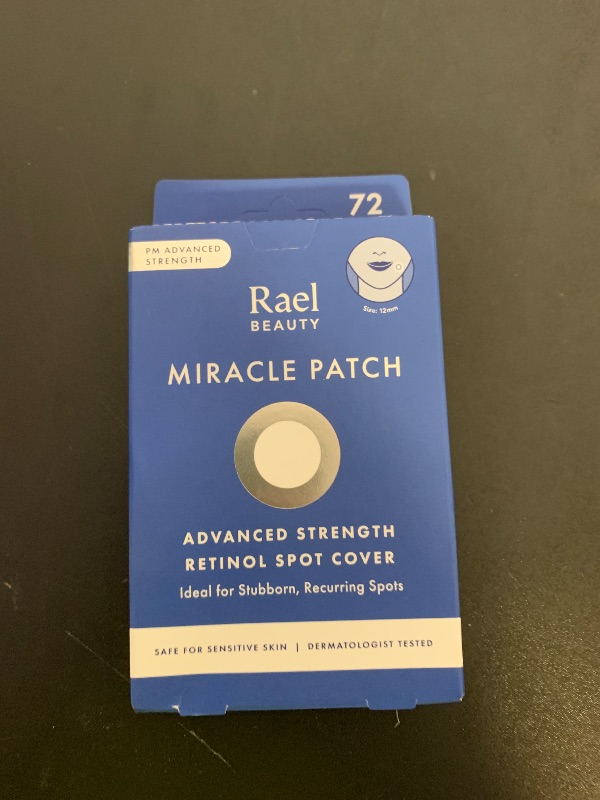 72
PM ADVANCED
STRENGTH
Rael
BEAUTY
Size: 12mm
MIRACLE PATCH
ADVANCED STRENGTH
RETINOL SPOT COVER
Ideal for Stubborn, Recurring Spots
SAFE FOR SENSITIVE SKIN | DERMATOLOGIST TESTED